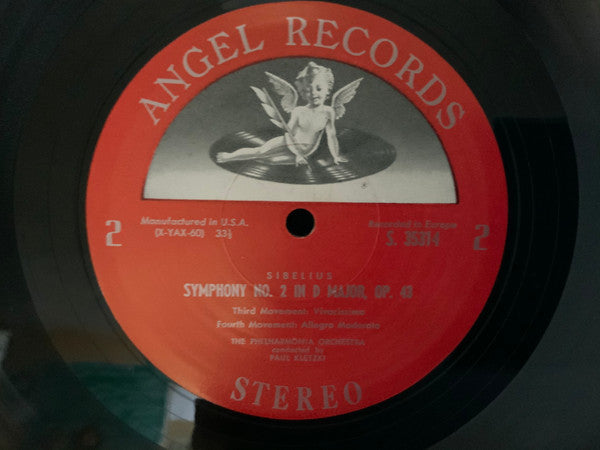 ANGEL RECORDS
2
Manufactured in U.S.A.
(X-YAX-60) 33⅓
Recorded in Europe
S. 35314
2
SIBELIUS
SYMPHONY NO. 2 IN D MAJOR, OP. 43
Third Movement: Vivacissimo
Fourth Movement: Allegro Moderato
THE PHILHARMONIA ORCHESTRA
conducted by
PAUL KLETZKI
STEREO